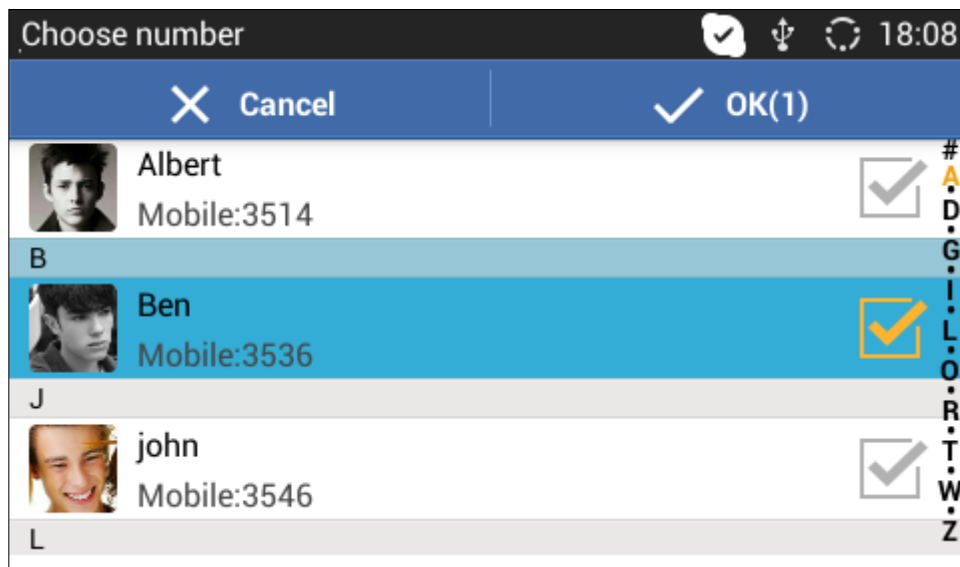 Choose number
18:08
Cancel
OK(1)
Albert
Mobile:3514
B
Ben
Mobile:3536
J
john
Mobile:3546
L
#
A
D
G
I
L
O
R
T
W
Z